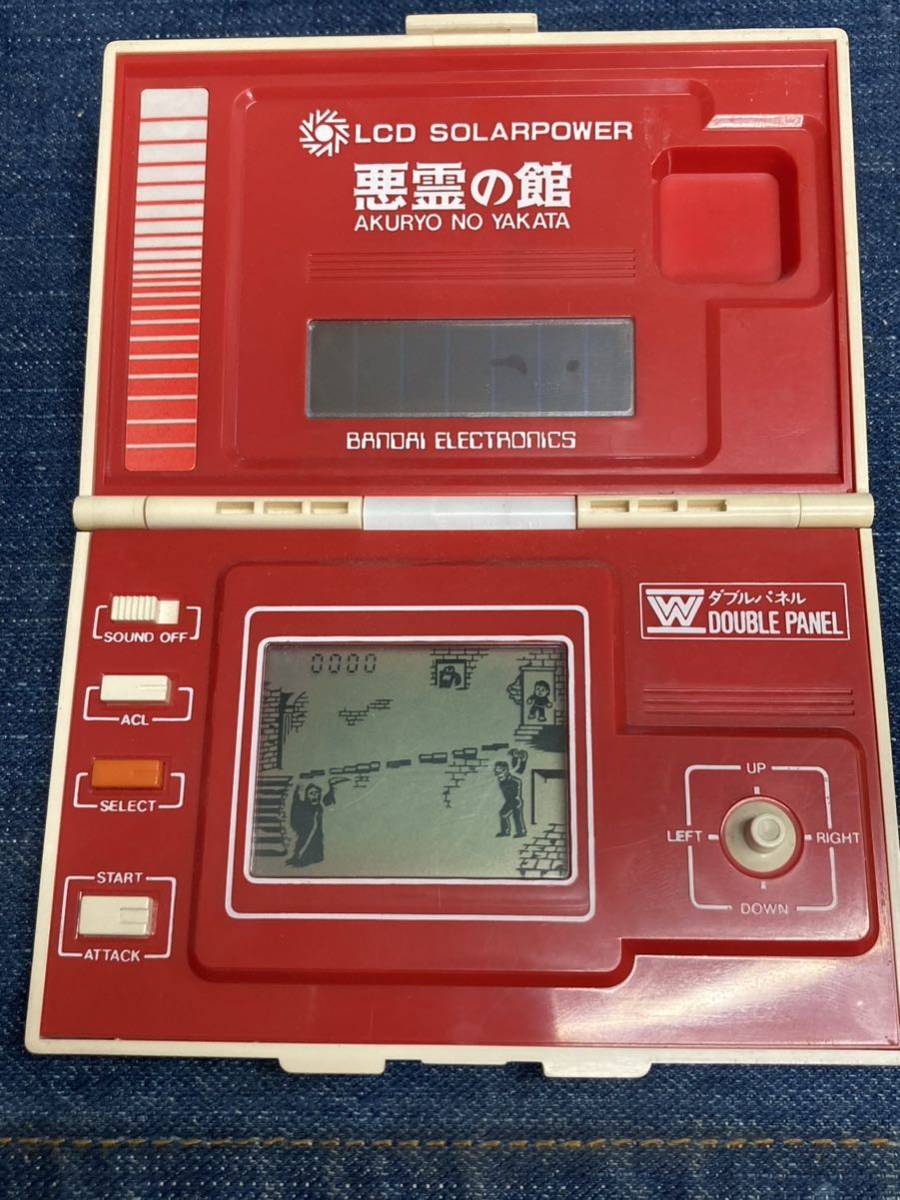 LCD SOLARPOWER
悪霊の館
AKURYO NO YAKATA
BANDAI ELECTRONICS
SOUND OFF
ACL
SELECT
START
ATTACK
0000
W ダブルパネル
DOUBLE PANEL
UP
LEFT
RIGHT
DOWN